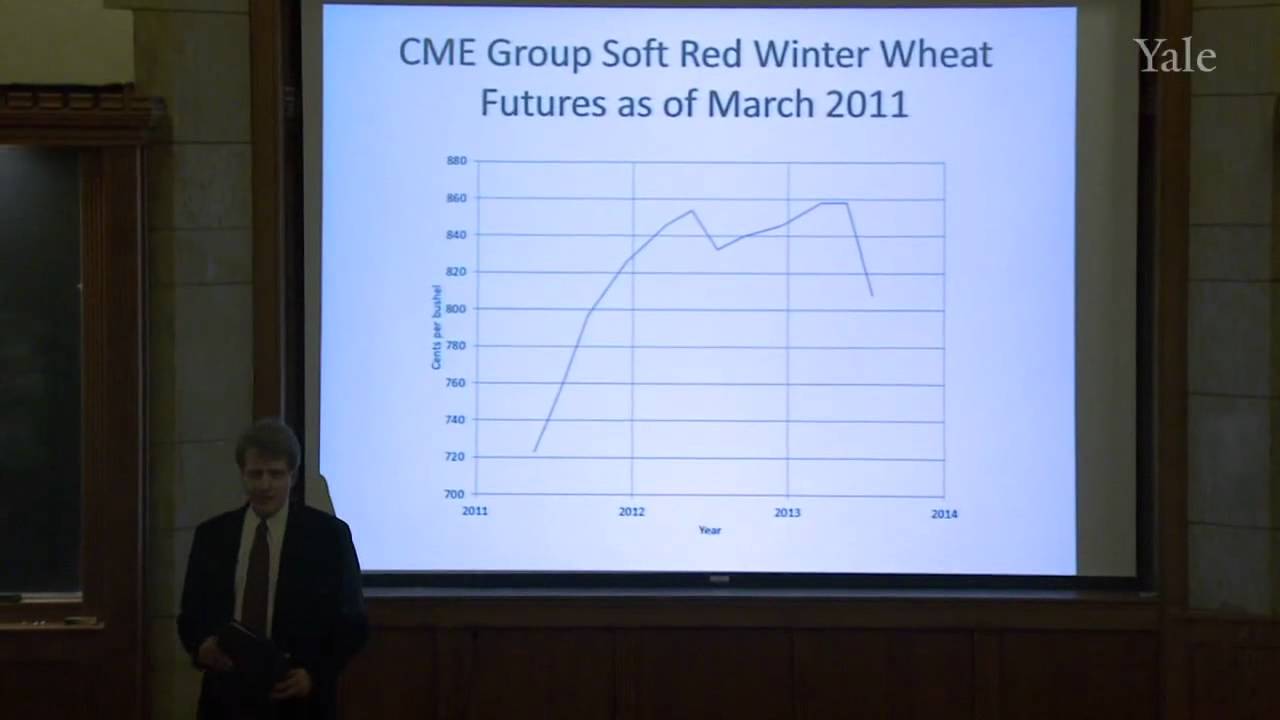 CME Group Soft Red Winter Wheat
Futures as of March 2011
Yale
880
860
840
820
800
780
760
740
720
700
Cents per bushel
2011
2012
2013
2014
Year